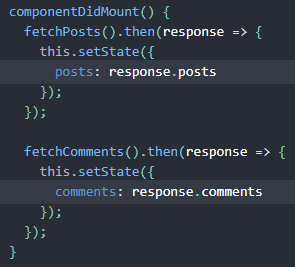 componentDidMount() {
  fetchPosts().then(response => {
    this.setState({
      posts: response.posts
    });
  });

  fetchComments().then(response => {
    this.setState({
      comments: response.comments
    });
  });
}